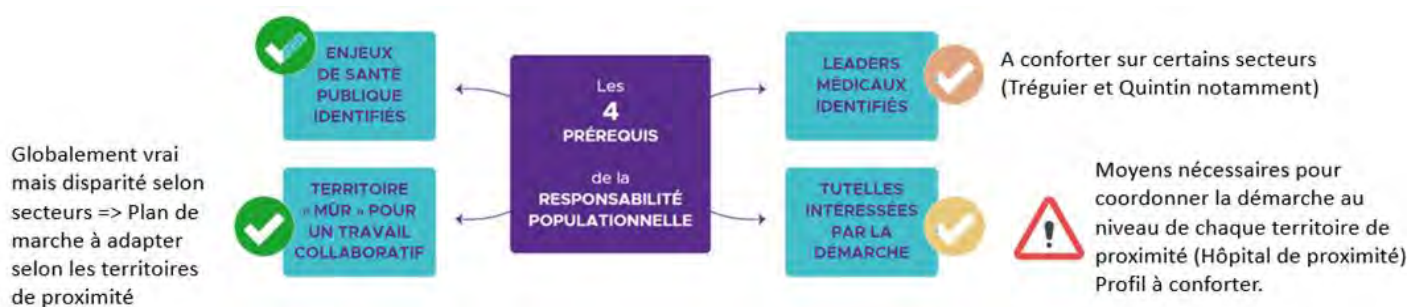 ENJEUX
DE SANTE
PUBLIQUE
IDENTIFIÉS
Globalement vrai
mais disparité selon
secteurs => Plan de
marche à adapter
selon les territoires
de proximité
TERRITOIRE
« MÛR » POUR
UN TRAVAIL
COLLABORATIF
Les
4
PRÉREQUIS
de la
RESPONSABILITÉ
POPULATIONNELLE
LEADERS
MÉDICAUX
IDENTIFIÉS
A conforter sur certains secteurs
(Tréguier et Quintin notamment)
TUTELLES
INTÉRESSÉES
PAR LA
DÉMARCHE
Moyens nécessaires pour
coordonner la démarche au
niveau de chaque territoire de
proximité (Hôpital de proximité)
Profil à conforter.